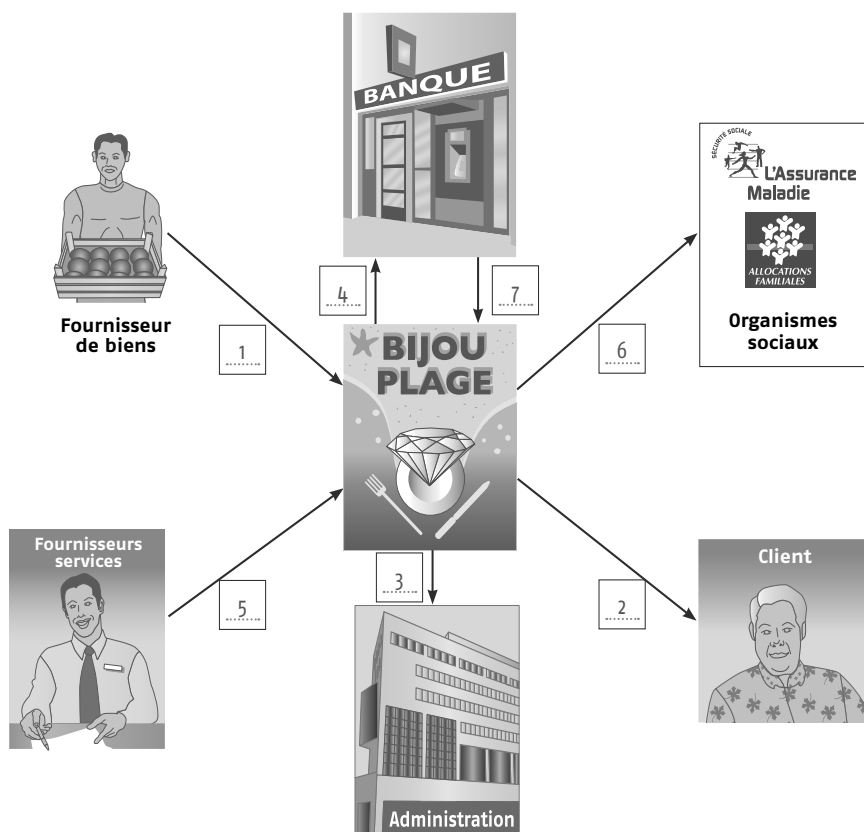 BANQUE
SÉCURITÉ SOCIALE
L'Assurance
Maladie
ALLOCATIONS
FAMILIALES
Organismes
sociaux
Fournisseur
de biens
1
4
7
6
BIJOU
PLAGE
Fournisseurs
services
5
3
2
Client
Administration